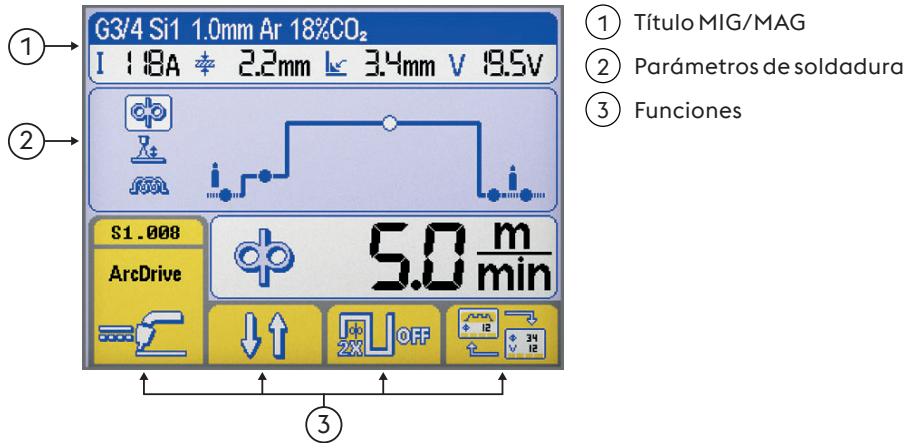 G3/4 Si1 1.0mm Ar 18%CO₂
I 118A 2.2mm 3.4mm V 19.5V
S1.008
ArcDrive
5.0 m/min
2X OFF
12
34
V 12
1
2
3
1 Título MIG/MAG
2 Parámetros de soldadura
3 Funciones